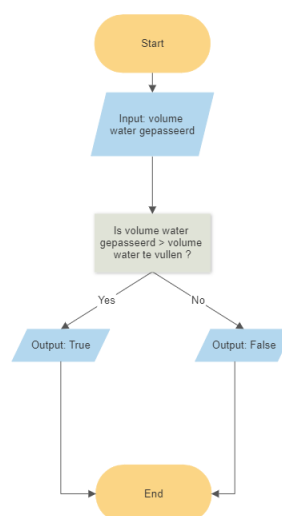 Start
Input: volume
water gepasseerd
Is volume water
gepasseerd > volume
water te vullen ?
Yes
No
Output: True
Output: False
End